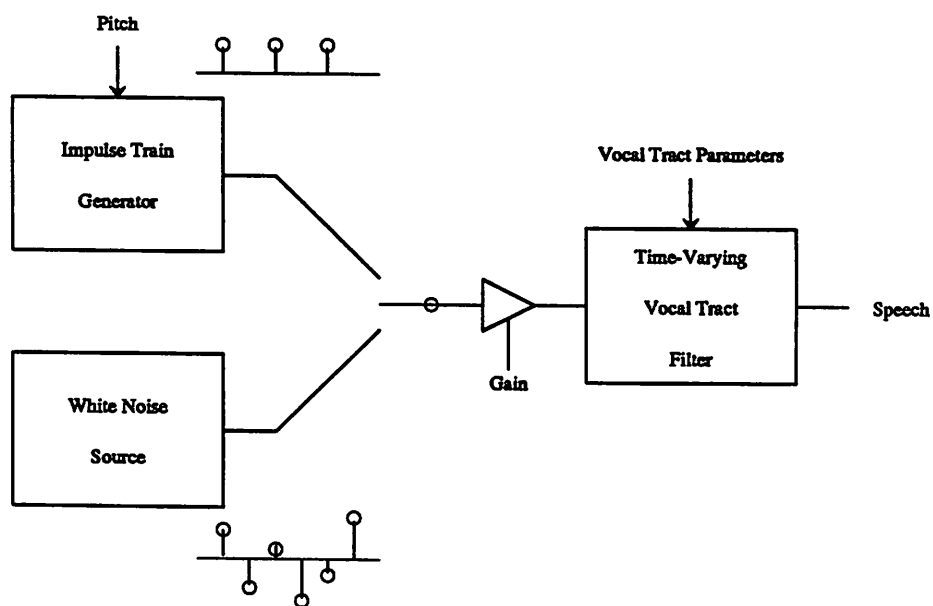 Pitch
Impulse Train
Generator
Vocal Tract Parameters
Time-Varying
Vocal Tract
Filter
Speech
Gain
White Noise
Source